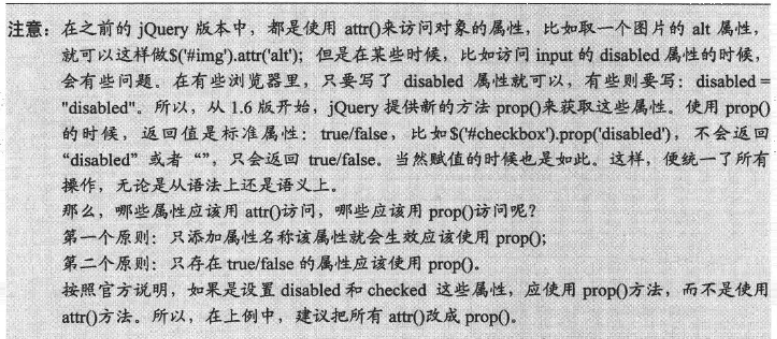 注意：在之前的 jQuery 版本中，都是使用 attr()来访问对象的属性，比如取一个图片的 alt 属性，
就可以这样做$('#img').attr('alt')；但是在某些时候，比如访问 input 的 disabled 属性的时候，
会有些问题。在有些浏览器里，只要写了 disabled 属性就可以，有些则要写：disabled =
"disabled"。所以，从 1.6 版开始，jQuery 提供新的方法 prop()来获取这些属性。使用 prop()
的时候，返回值是标准属性：true/false，比如$('#checkbox').prop('disabled')，不会返回
“disabled”或者“”，只会返回 true/false。当然赋值的时候也是如此。这样，便统一了所有
操作，无论是从语法上还是语义上。
那么，哪些属性应该用 attr()访问，哪些应该用 prop()访问呢？
第一个原则：只添加属性名称该属性就会生效应该使用 prop();
第二个原则：只存在 true/false 的属性应该使用 prop()。
按照官方说明，如果是设置 disabled 和 checked 这些属性，应使用 prop()方法，而不是使用
attr()方法。所以，在上例中，建议把所有 attr()改成 prop()。